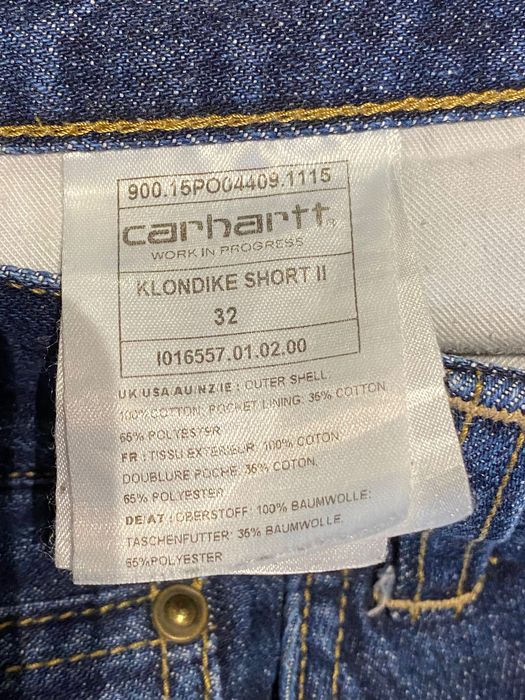 900.15PO04409.1115
carhartt
WORK IN PROGRESS
KLONDIKE SHORT II
32
I016557.01.02.00
UK/USA/AU/NZ/IE : OUTER SHELL
100% COTTON; POCKET LINING: 35% COTTON,
65% POLYESTER
FR : TISSU EXTERIEUR: 100% COTON
DOUBLURE POCHE: 35% COTON,
65% POLYESTER
DE/AT : OBERSTOFF: 100% BAUMWOLLE;
TASCHENFUTTER: 35% BAUMWOLLE,
65%POLYESTER